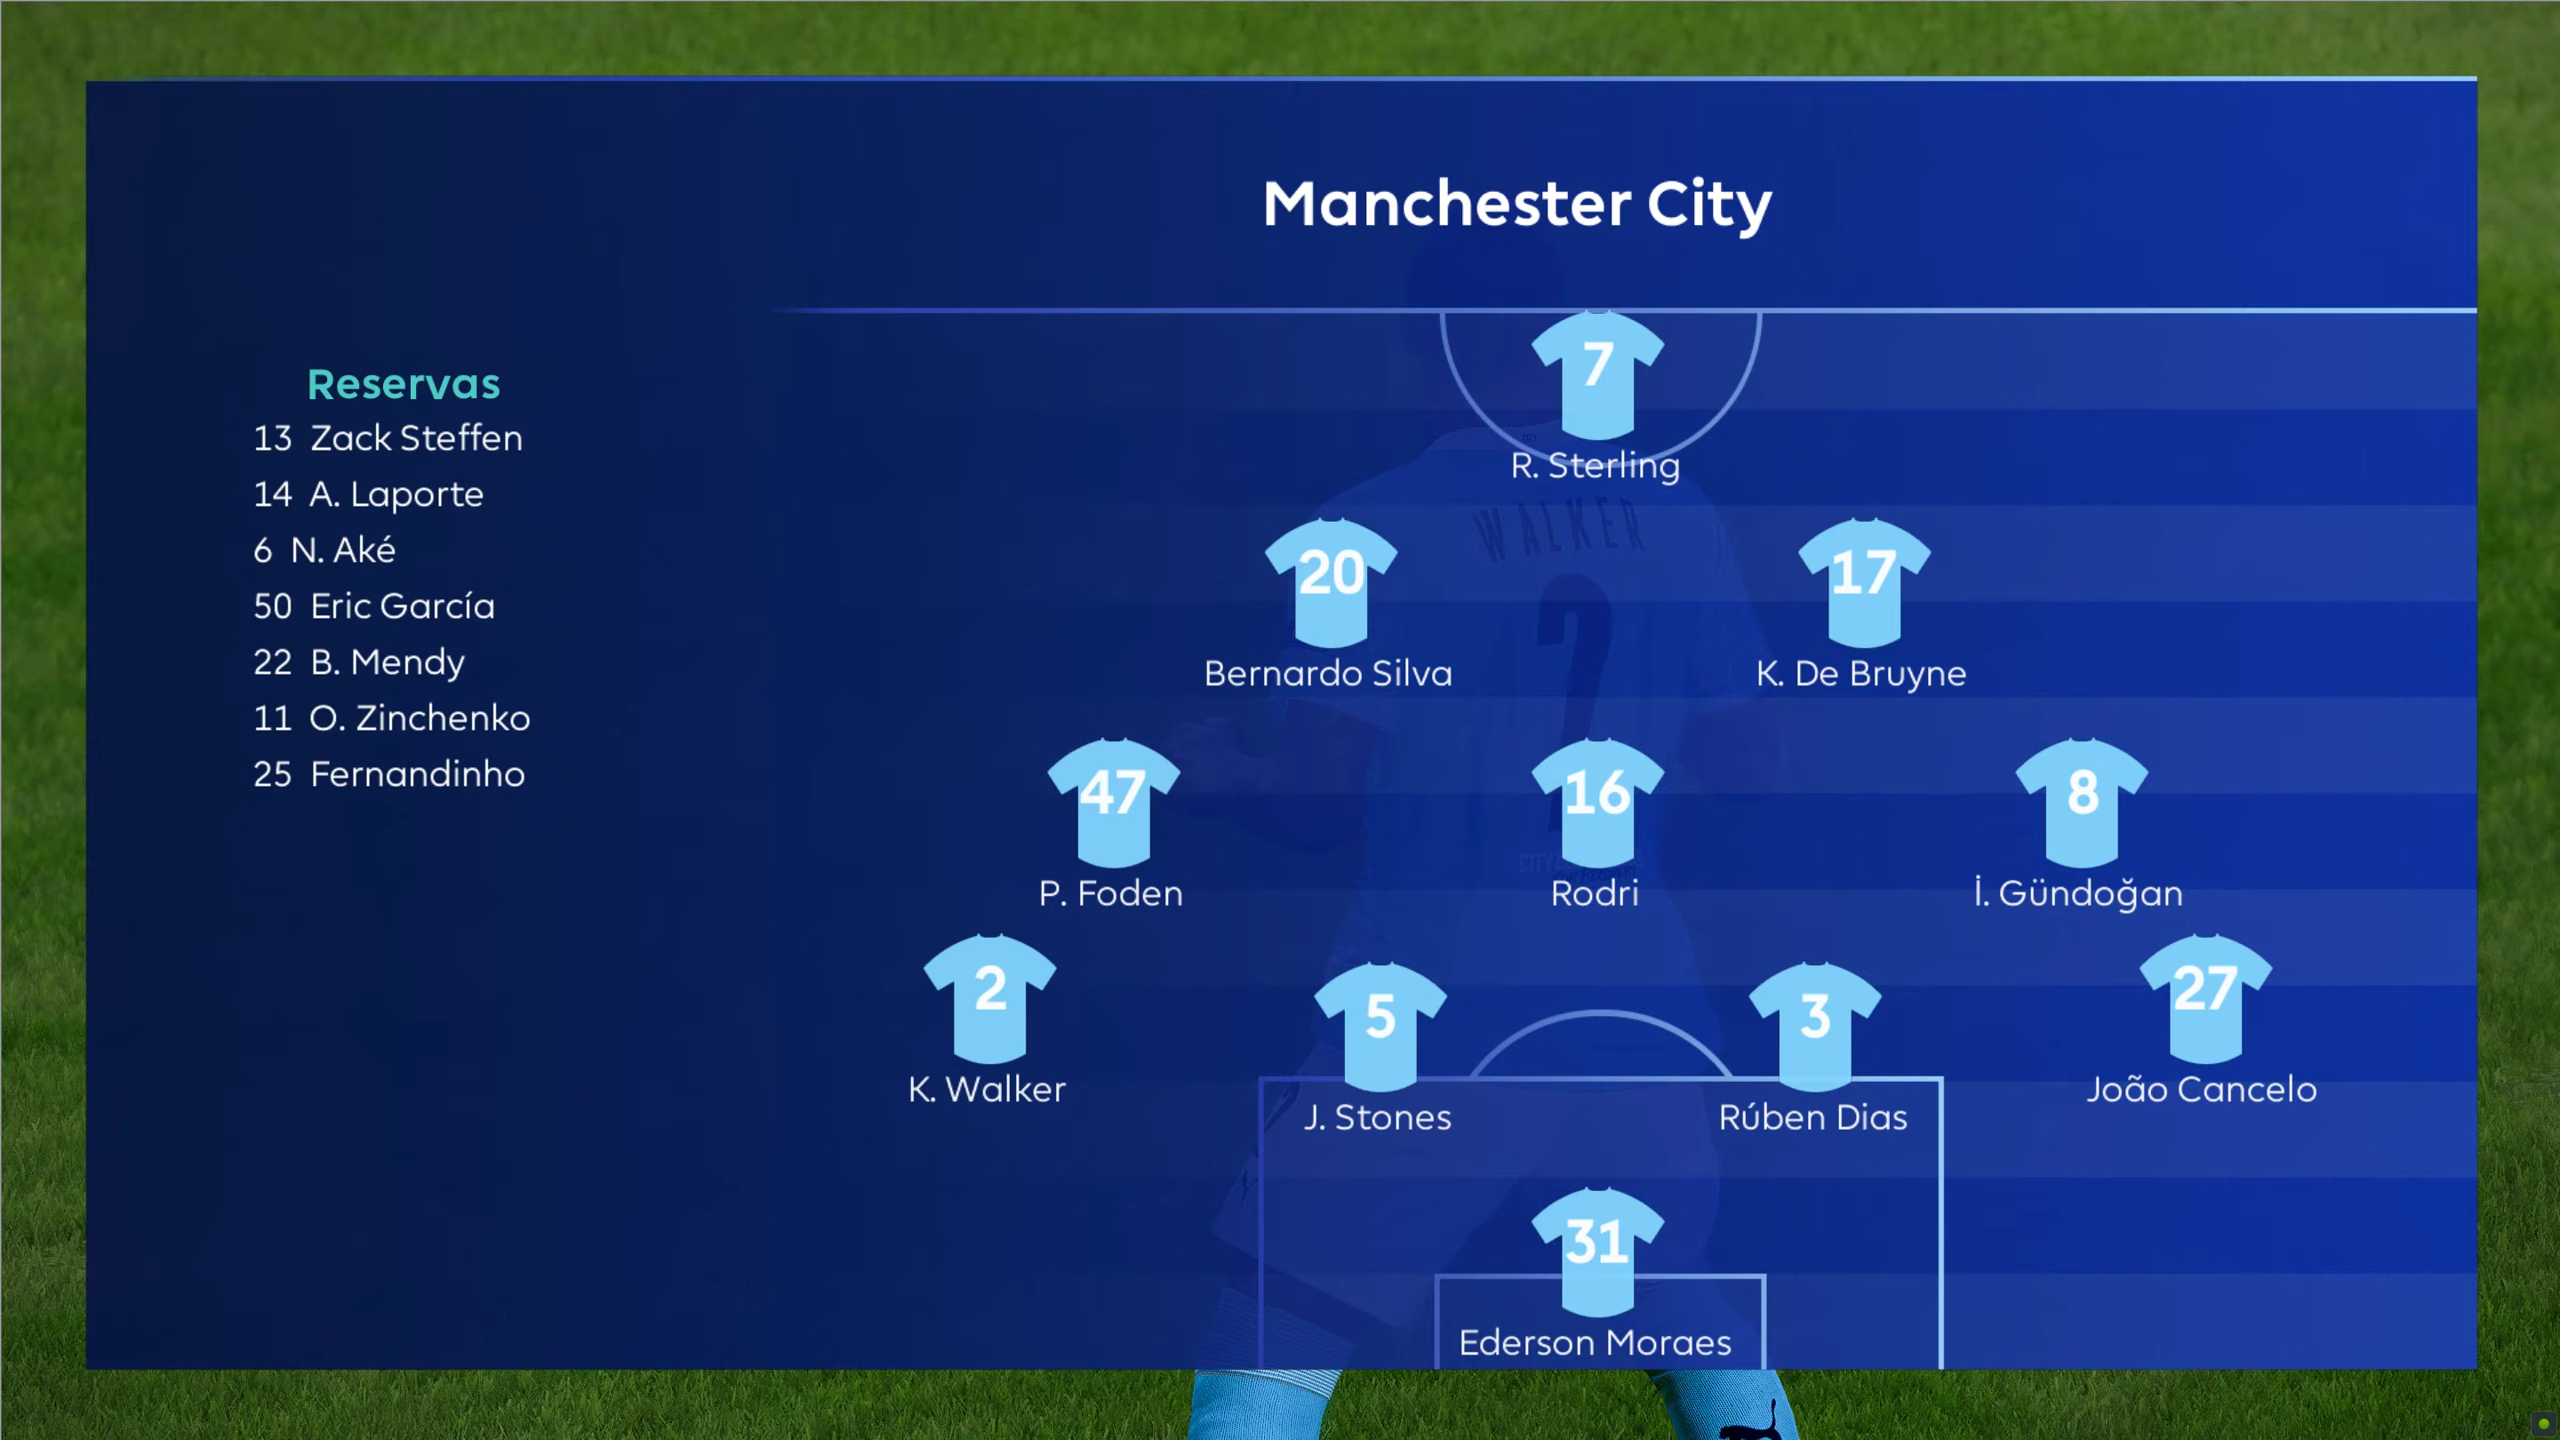 Manchester City
Reservas
13 Zack Steffen
14 A. Laporte
6 N. Aké
50 Eric García
22 B. Mendy
11 O. Zinchenko
25 Fernandinho
7
R. Sterling
WALKER
20
17
Bernardo Silva
K. De Bruyne
2
47
16
8
P. Foden
Rodri
İ. Gündoğan
2
27
5
3
K. Walker
João Cancelo
J. Stones
Rúben Dias
31
Ederson Moraes